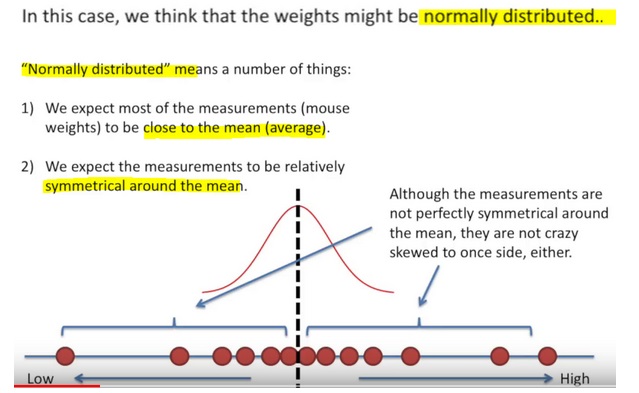 In this case, we think that the weights might be normally distributed..
“Normally distributed” means a number of things:
1) We expect most of the measurements (mouse
weights) to be close to the mean (average).
2) We expect the measurements to be relatively
symmetrical around the mean.
Although the measurements are
not perfectly symmetrical around
the mean, they are not crazy
skewed to once side, either.
Low
High